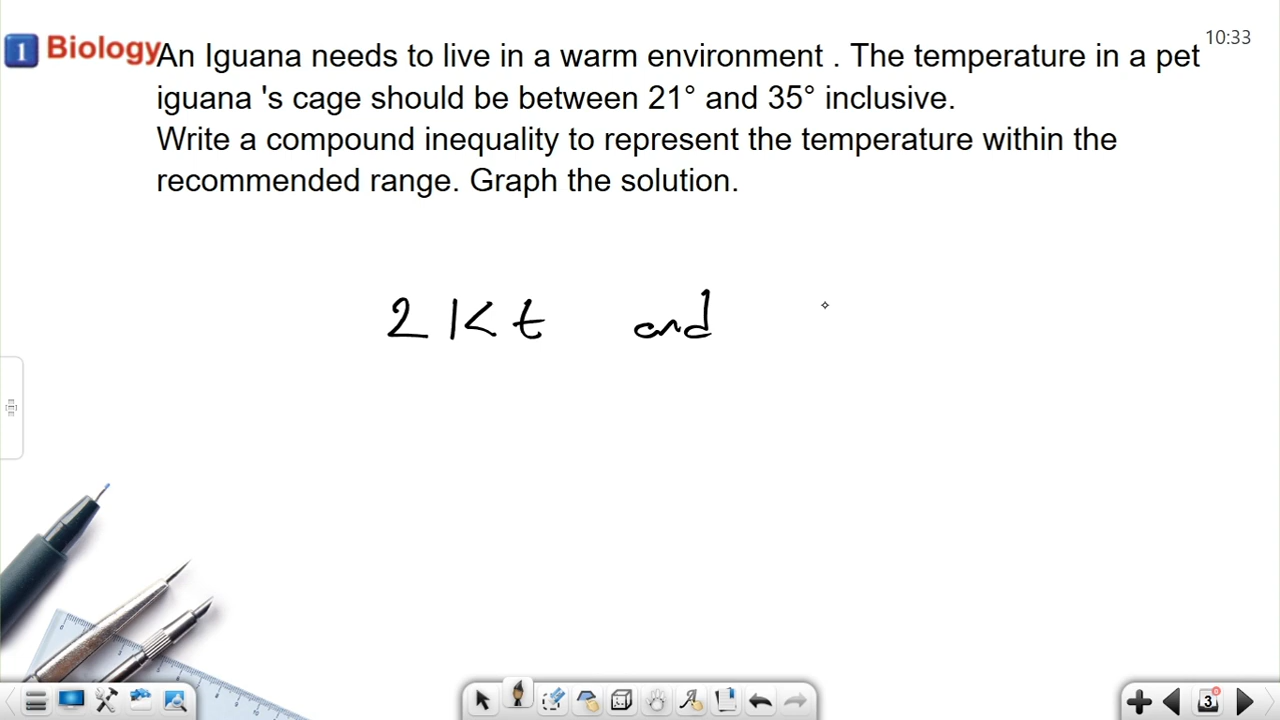 1 Biology An Iguana needs to live in a warm environment . The temperature in a pet
10:33
iguana 's cage should be between 21° and 35° inclusive.
Write a compound inequality to represent the temperature within the
recommended range. Graph the solution.
21< t and
3